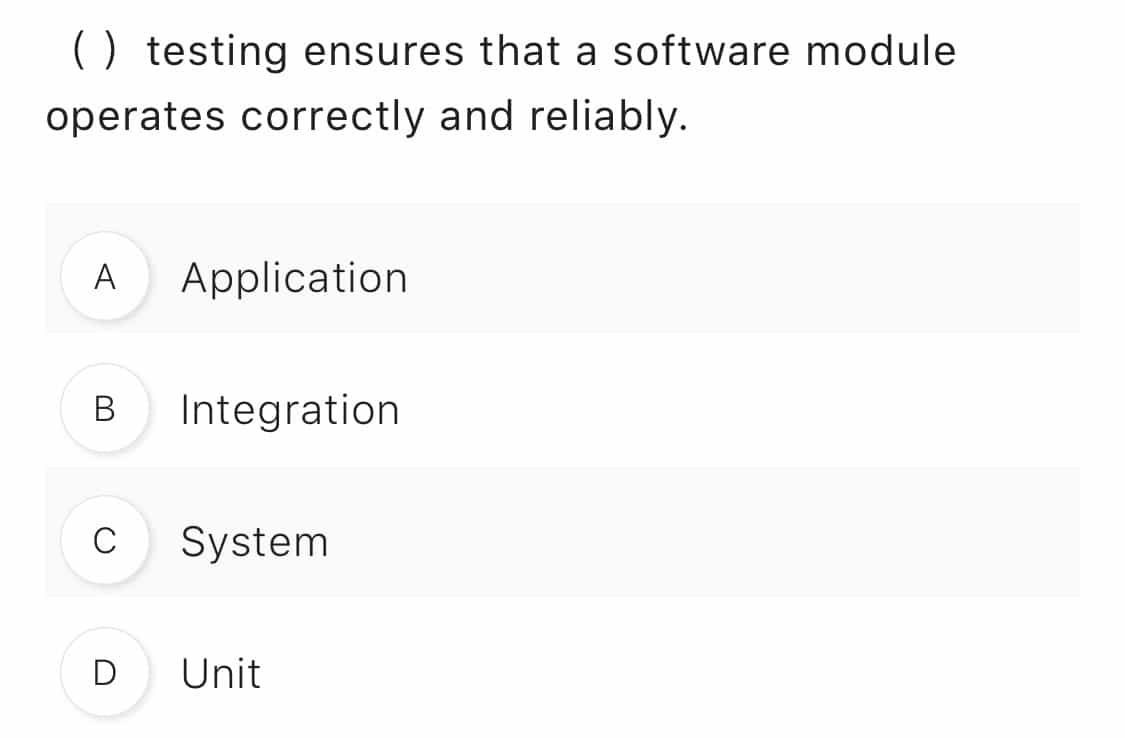 ( ) testing ensures that a software module
operates correctly and reliably.
A Application
B Integration
C System
D Unit